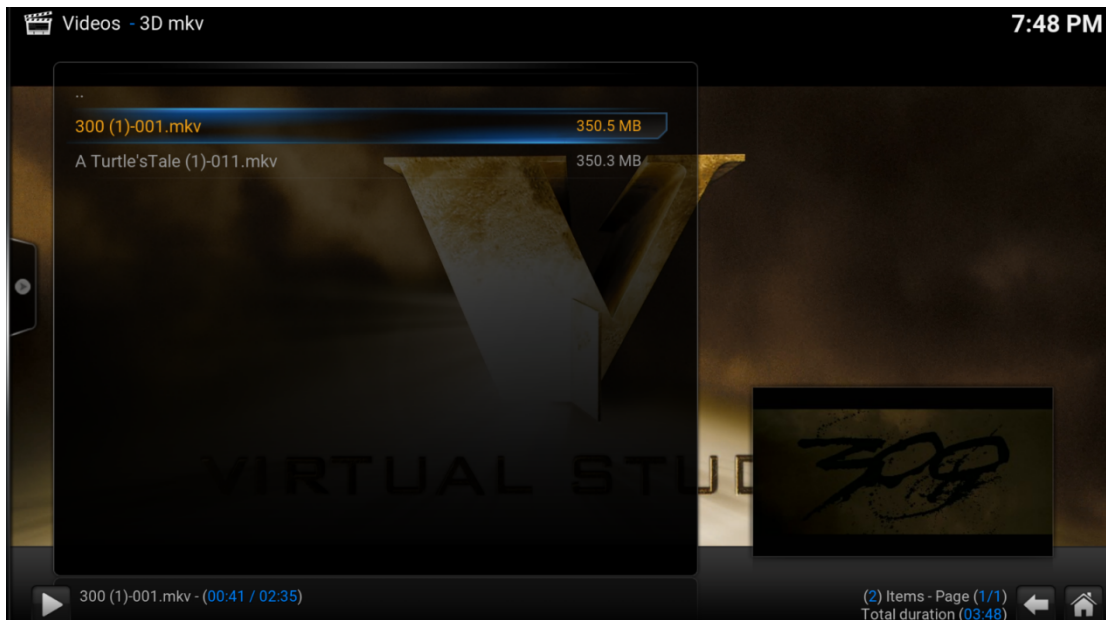 Videos - 3D mkv
7:48 PM
..
300 (1)-001.mkv 350.5 MB
A Turtle'sTale (1)-011.mkv 350.3 MB
VIRTUAL STUD
300
300 (1)-001.mkv - (00:41 / 02:35)
(2) Items - Page (1/1)
Total duration (03:48)